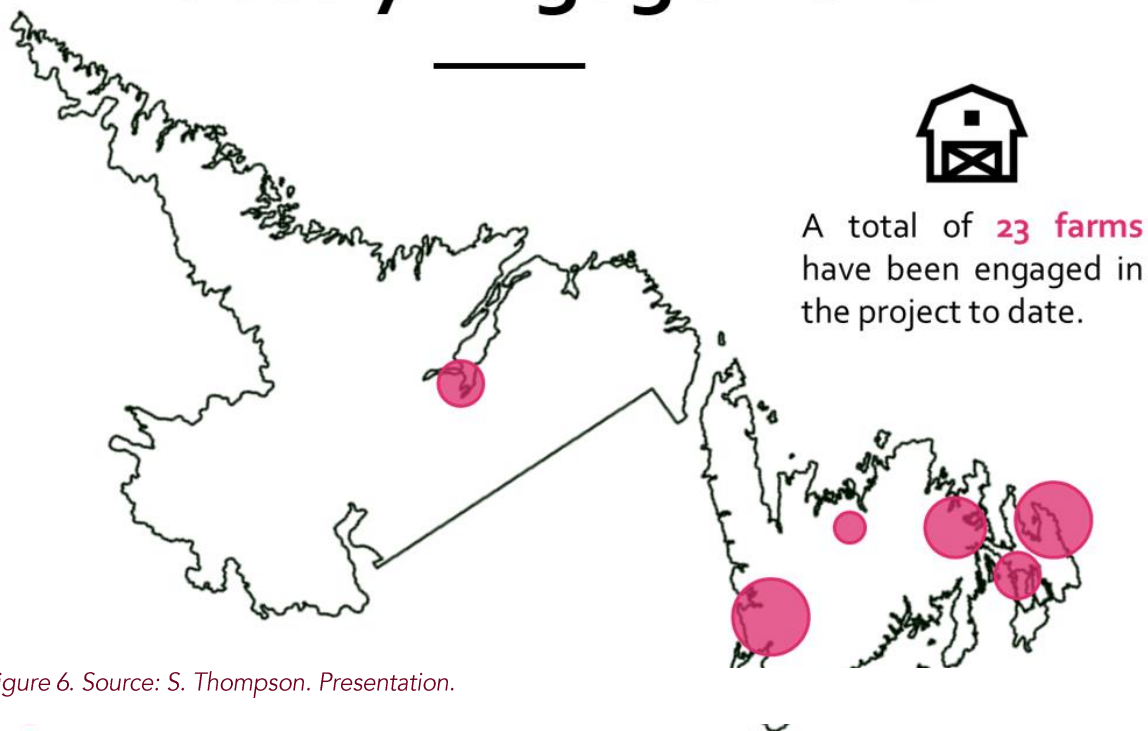 A total of 23 farms
have been engaged in
the project to date.
igure 6. Source: S. Thompson. Presentation.